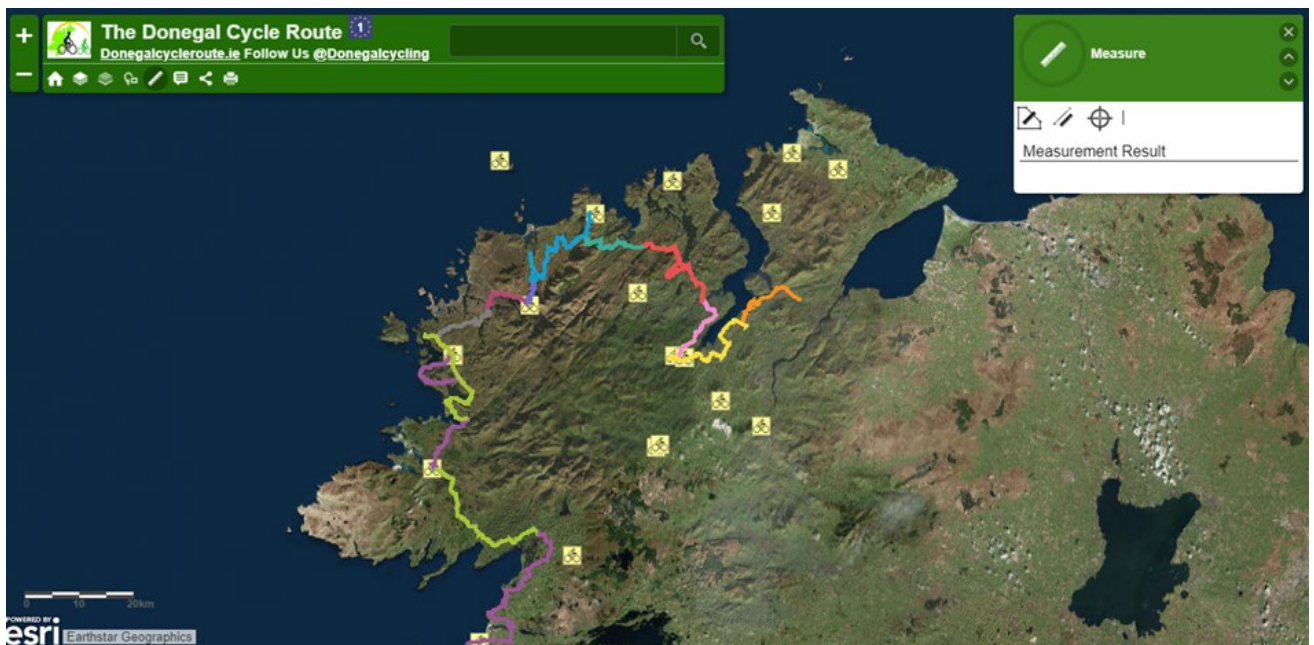 +
The Donegal Cycle Route 1
Donegalcycleroute.ie Follow Us @Donegalcycling
−
Measure
Measurement Result
0 10 20km
POWERED BY
esri Earthstar Geographics